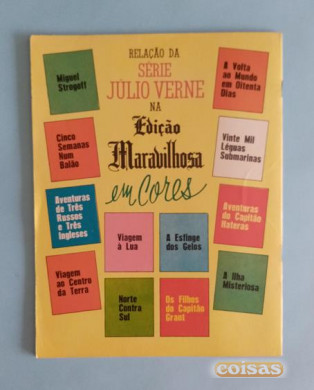 RELAÇÃO DA
SÉRIE
JÚLIO VERNE
NA
Edição
Maravilhosa
em cores
Miguel
Strogoff
Cinco
Semanas
Num
Balão
Aventuras
de Três
Russos
e Três
Ingleses
Viagem
ao Centro
da Terra
Viagem
à Lua
Norte
Contra
Sul
A Esfinge
dos Gelos
Os Filhos
do Capitão
Grant
A Volta
ao Mundo
em Oitenta
Dias
Vinte Mil
Léguas
Submarinas
Aventuras
do Capitão
Hateras
A Ilha
Misteriosa
coisas